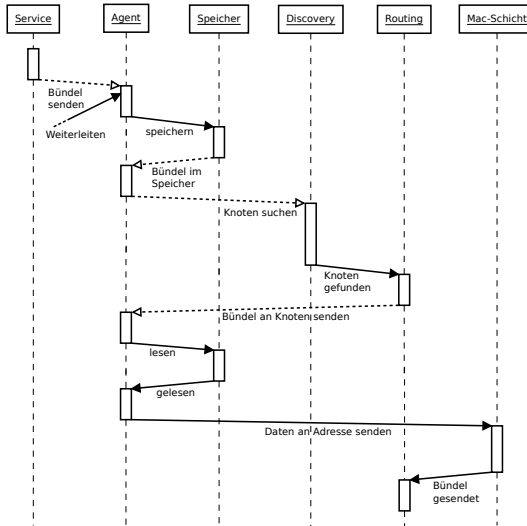 Service
Agent
Speicher
Discovery
Routing
Mac-Schicht
Bündel
senden
Weiterleiten
speichern
Bündel im
Speicher
Knoten suchen
Knoten
gefunden
Bündel an Knoten senden
lesen
gelesen
Daten an Adresse senden
Bündel
gesendet